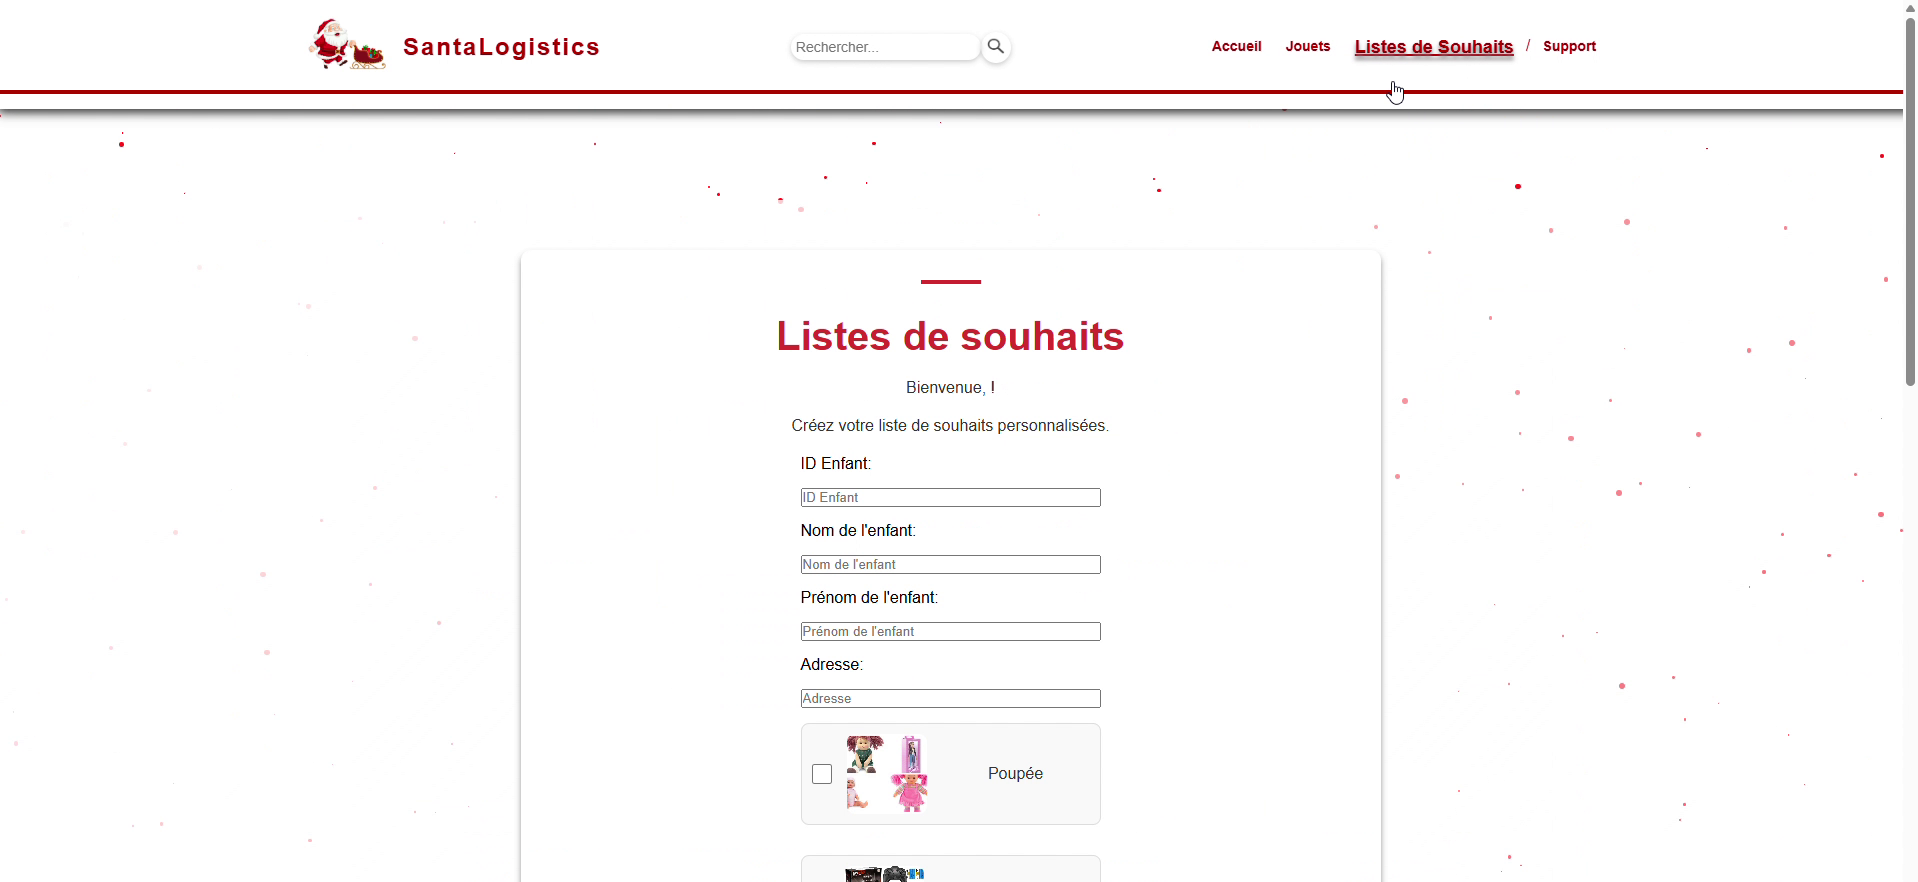 SantaLogistics
Rechercher...
Accueil
Jouets
Listes de Souhaits
/
Support
Listes de souhaits
Bienvenue, !
Créez votre liste de souhaits personnalisées.
ID Enfant:
ID Enfant
Nom de l'enfant:
Nom de l'enfant
Prénom de l'enfant:
Prénom de l'enfant
Adresse:
Adresse
Poupée